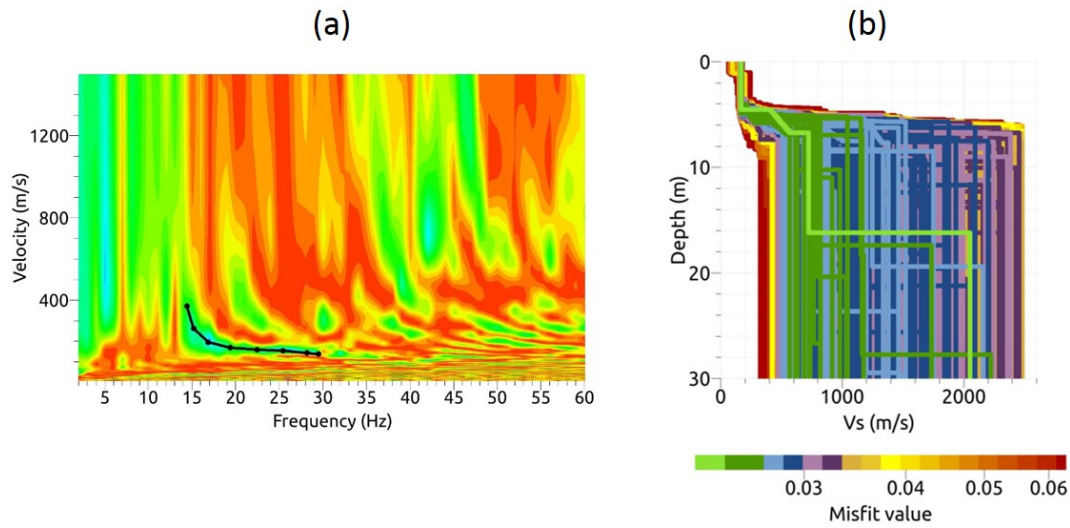 (a)
(b)
Velocity (m/s)
1200
800
400
5 10 15 20 25 30 35 40 45 50 55 60
Frequency (Hz)
Depth (m)
0
10
20
30
0 1000 2000
Vs (m/s)
0.03 0.04 0.05 0.06
Misfit value